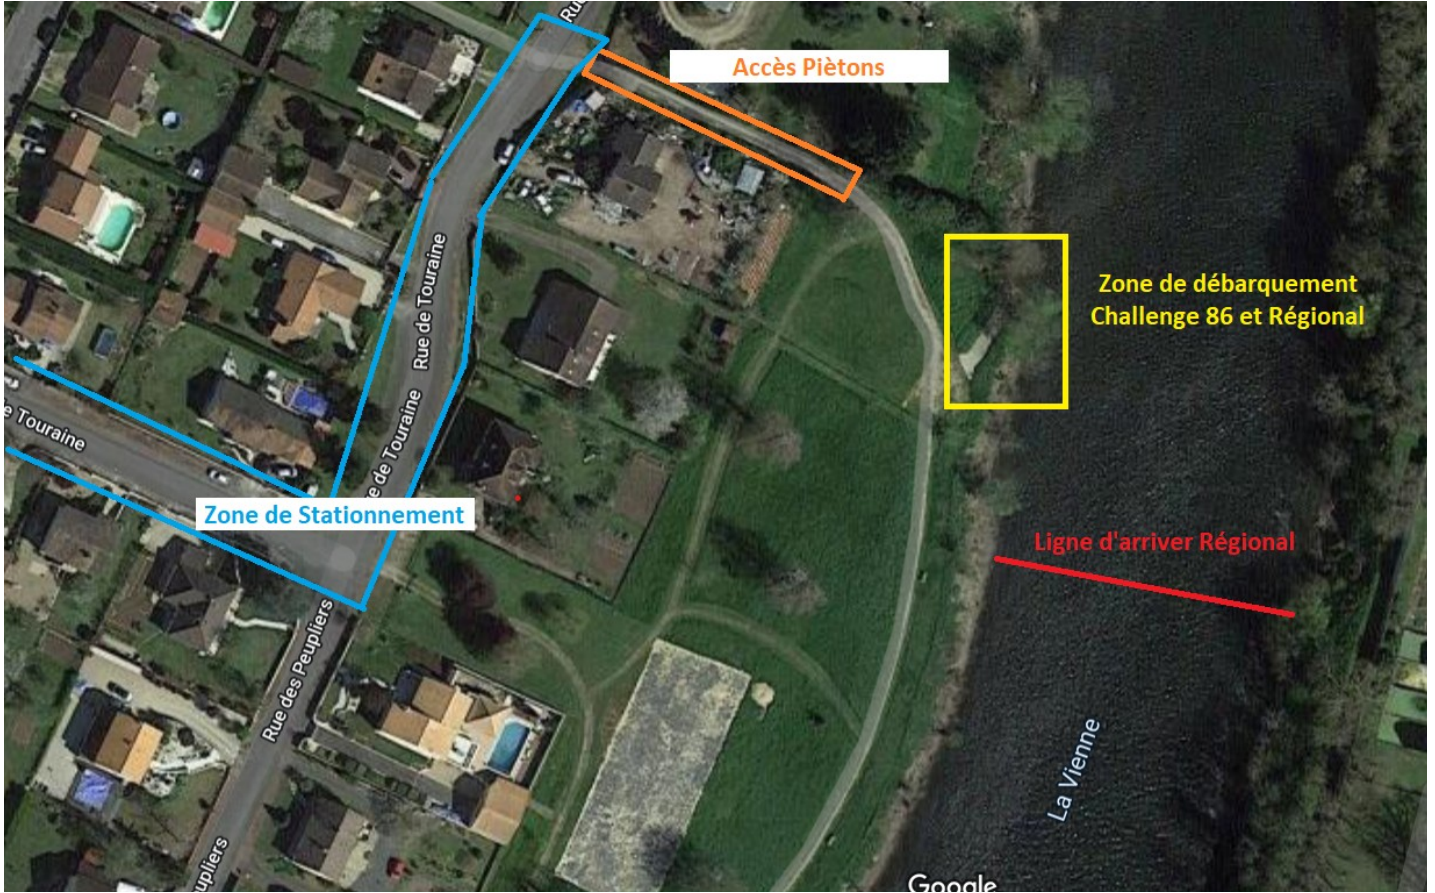 Ru
Accès Piètons
Zone de débarquement
Challenge 86 et Régional
Rue de Touraine
e de Touraine
e Touraine
Zone de Stationnement
Ligne d'arriver Régional
Rue des Peupliers
La Vienne
upliers
Google